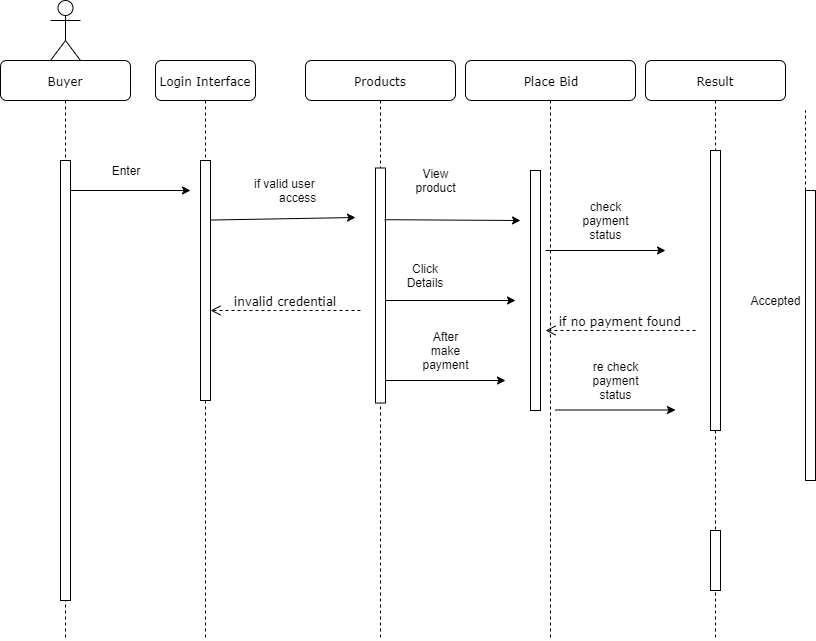 Buyer
Login Interface
Products
Place Bid
Result
Enter
if valid user
access
View
product
check
payment
status
Click
Details
invalid credential
Accepted
if no payment found
After
make
payment
re check
payment
status